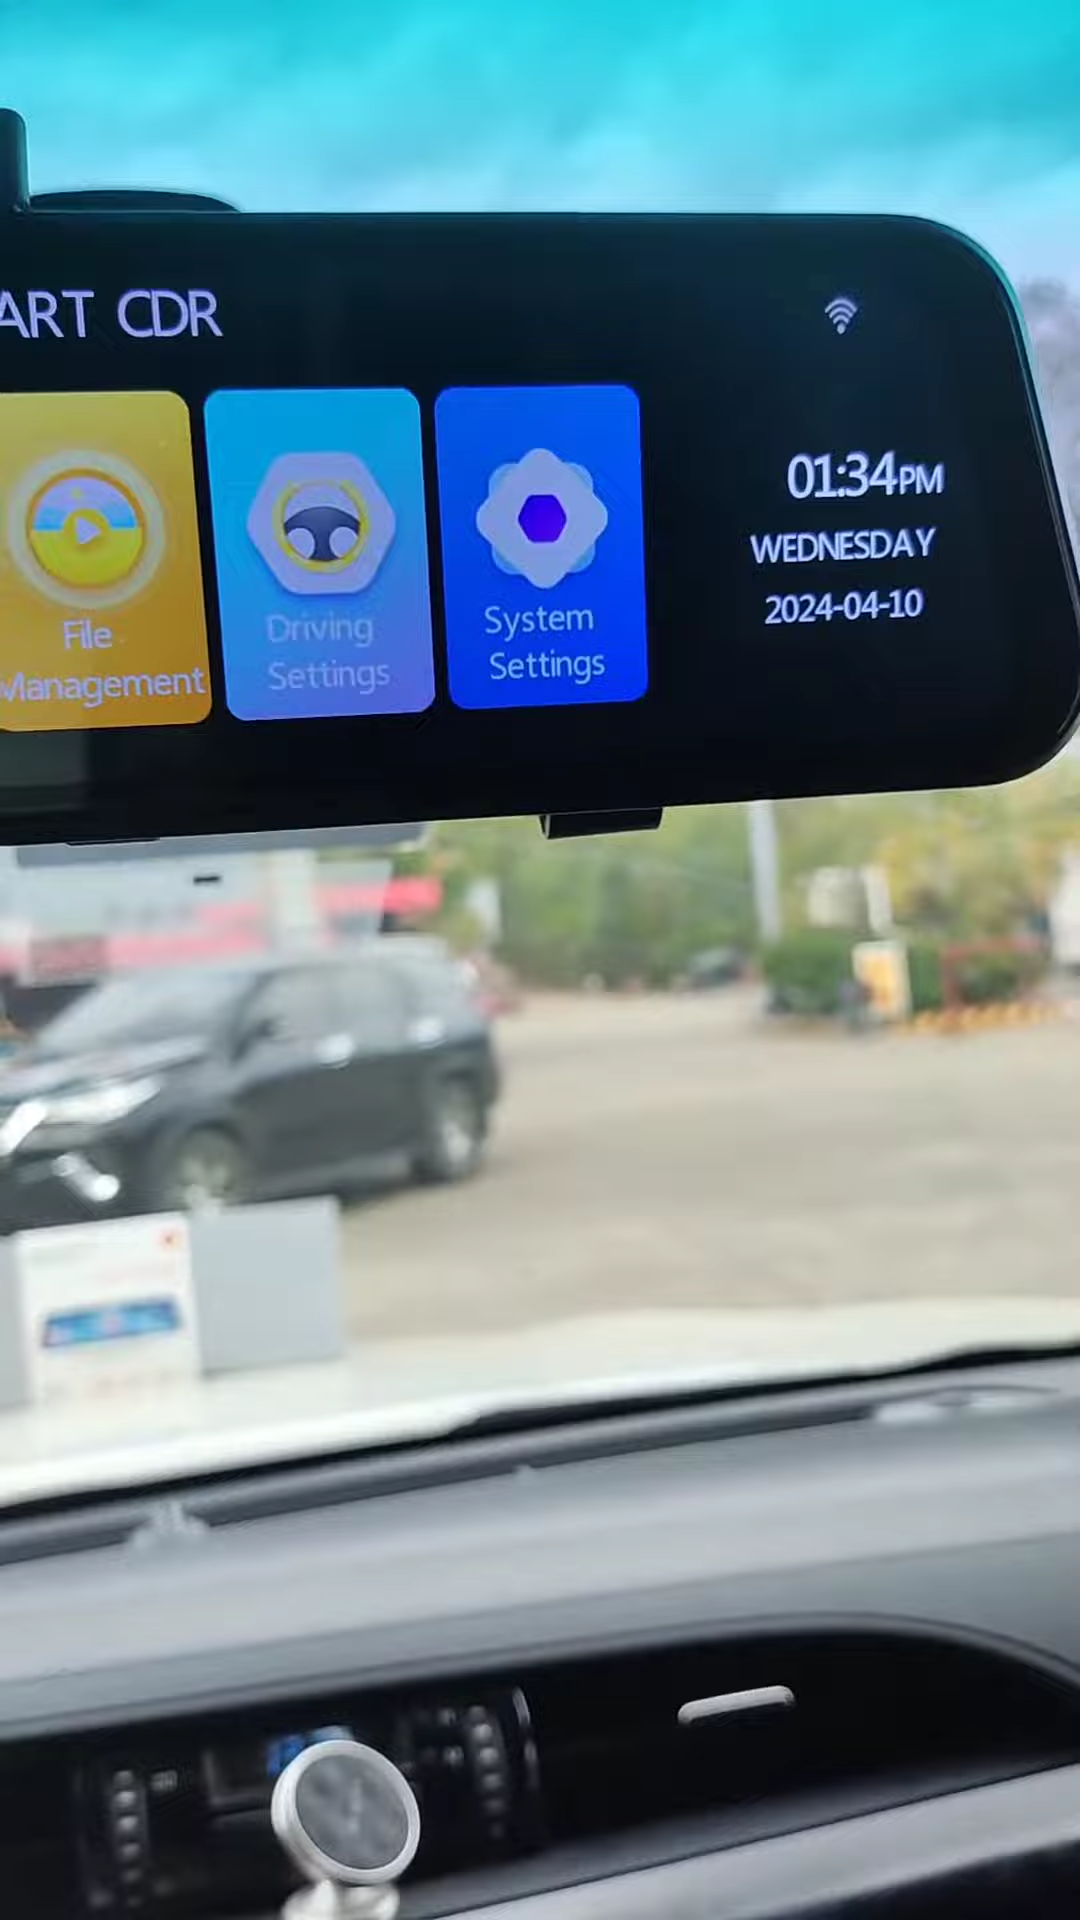 ART CDR
File
Management
Driving
Settings
System
Settings
01:34PM
WEDNESDAY
2024-04-10